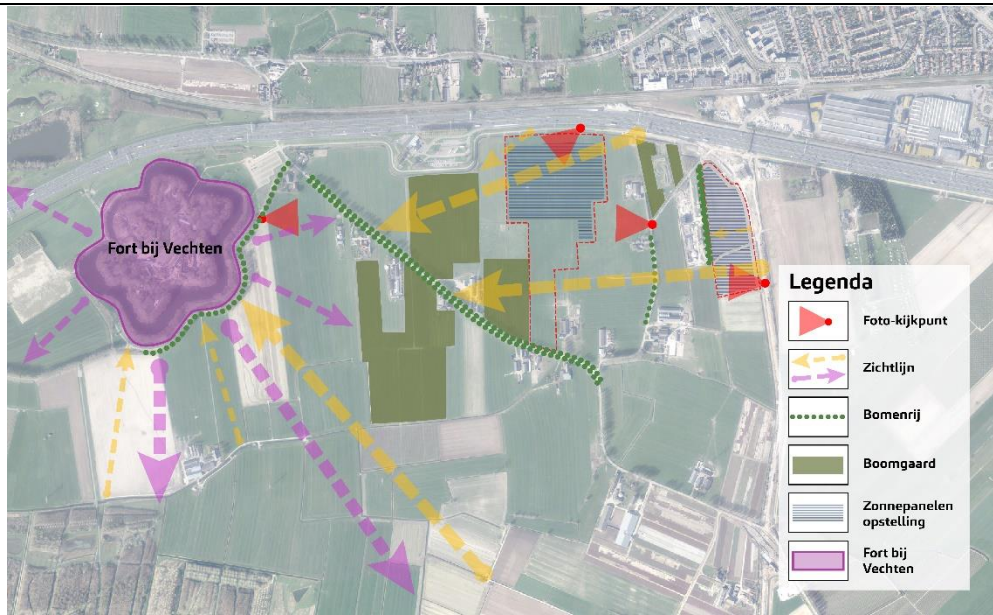 Fort bij Vechten
Legenda
Foto-kijkpunt
Zichtlijn
Bomenrij
Boomgaard
Zonnepanelen
opstelling
Fort bij
Vechten